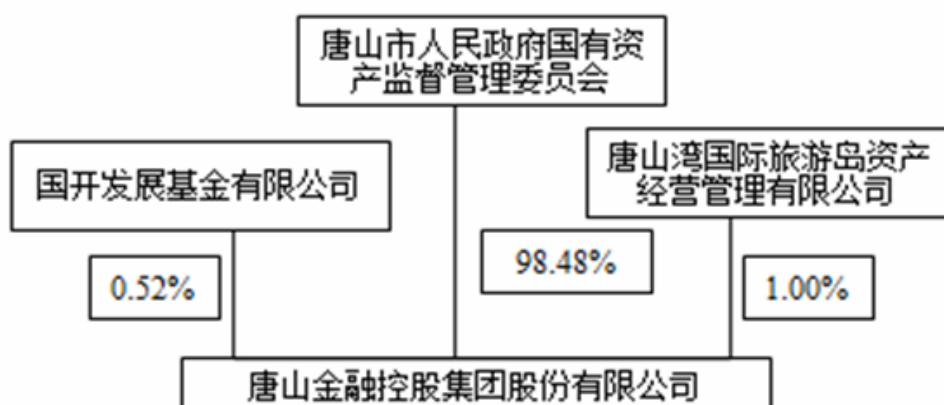 唐山市人民政府国有资
产监督管理委员会
国开发展基金有限公司
唐山湾国际旅游岛资产
经营管理有限公司
0.52%
98.48%
1.00%
唐山金融控股集团股份有限公司